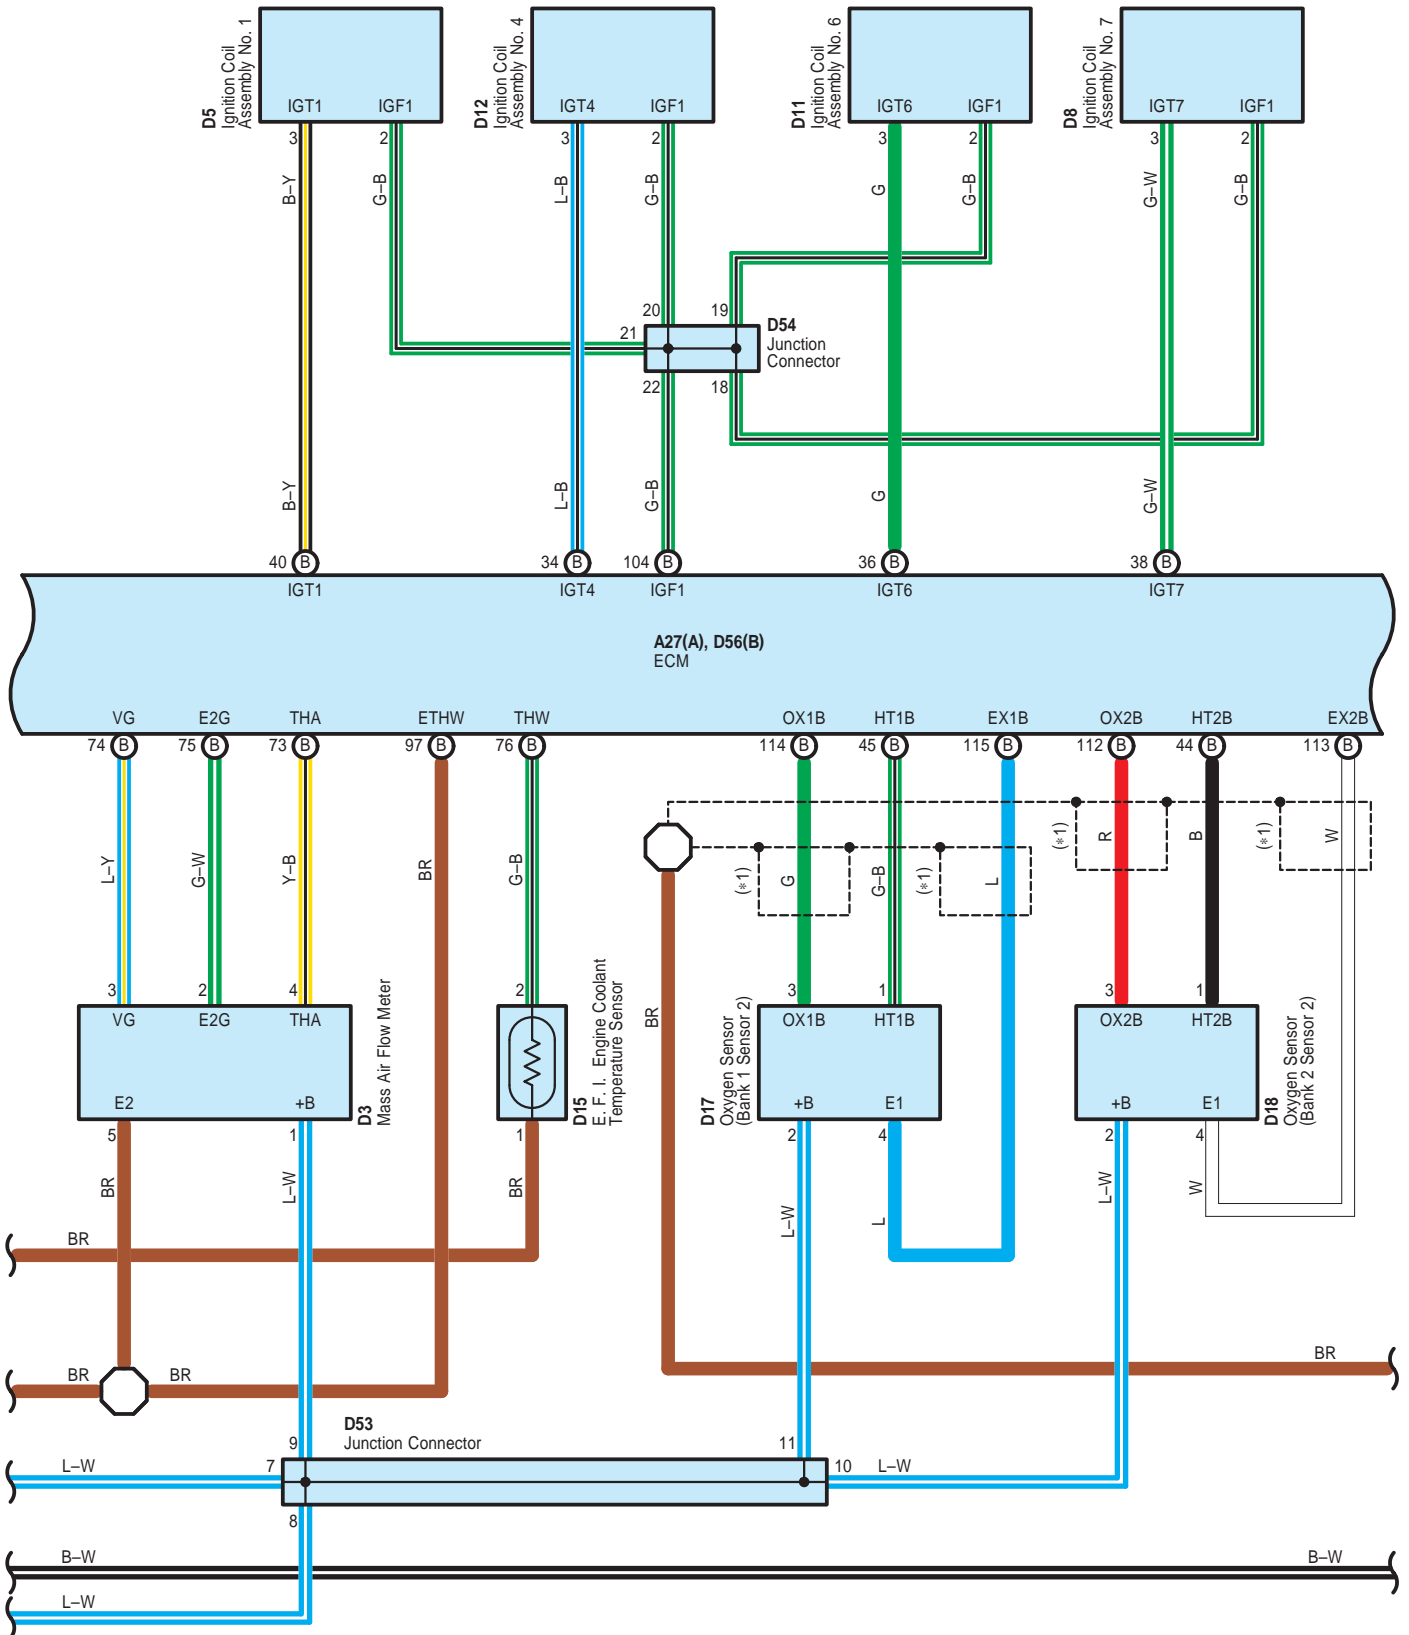 D5
Ignition Coil
Assembly No. 1
IGT1 IGF1
3 2
D12
Ignition Coil
Assembly No. 4
IGT4 IGF1
3 2
D11
Ignition Coil
Assembly No. 6
IGT6 IGF1
3 2
D8
Ignition Coil
Assembly No. 7
IGT7 IGF1
3 2
B–Y G–B L–B G–B G G–B G–W G–B
20 19
21
D54
Junction
Connector
22 18
B–Y L–B G–B G G–W
40 B 34 B 104 B 36 B 38 B
IGT1 IGT4 IGF1 IGT6 IGT7
A27(A), D56(B)
ECM
VG E2G THA ETHW THW OX1B HT1B EX1B OX2B HT2B EX2B
74 B 75 B 73 B 97 B 76 B 114 B 45 B 115 B 112 B 44 B 113 B
(*1) R B (*1) W
L–Y G–W Y–B BR G–B (*1) G G–B (*1) L
3 2 4 2 3 1 3 1
VG E2G THA
E2 +B
5 1
D3
Mass Air Flow Meter
D15
E. F. I. Engine Coolant
Temperature Sensor
1
BR
D17
Oxygen Sensor
(Bank 1 Sensor 2)
OX1B HT1B
+B E1
2 4
OX2B HT2B
+B E1
2 4
D18
Oxygen Sensor
(Bank 2 Sensor 2)
BR L–W BR L–W L L–W W
BR
BR BR
BR
D53
Junction Connector
9 11
L–W 7 10 L–W
8
B–W B–W
L–W